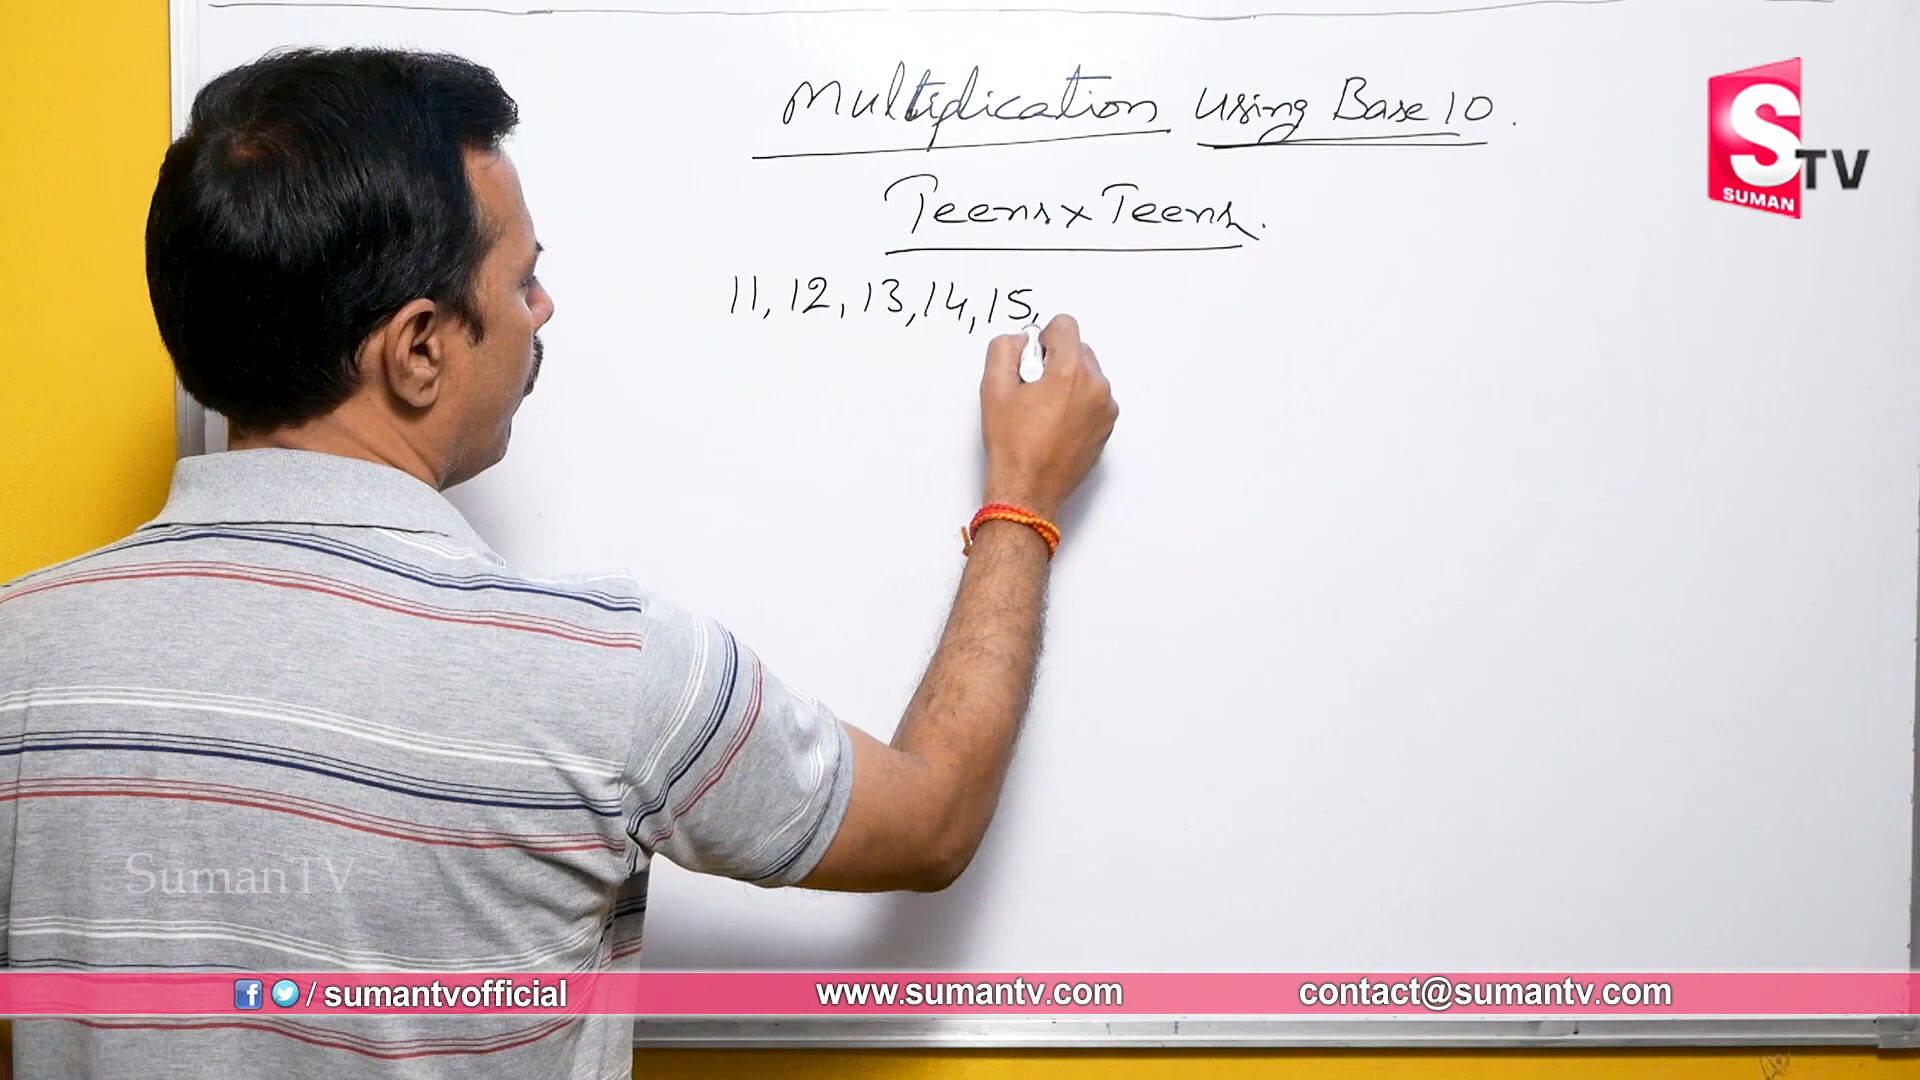 Multiplication using Base 10.
Teens x Teens.
11, 12, 13, 14, 15,
S TV
SUMAN
SumanTV
/ sumantvofficial
www.sumantv.com
contact@sumantv.com